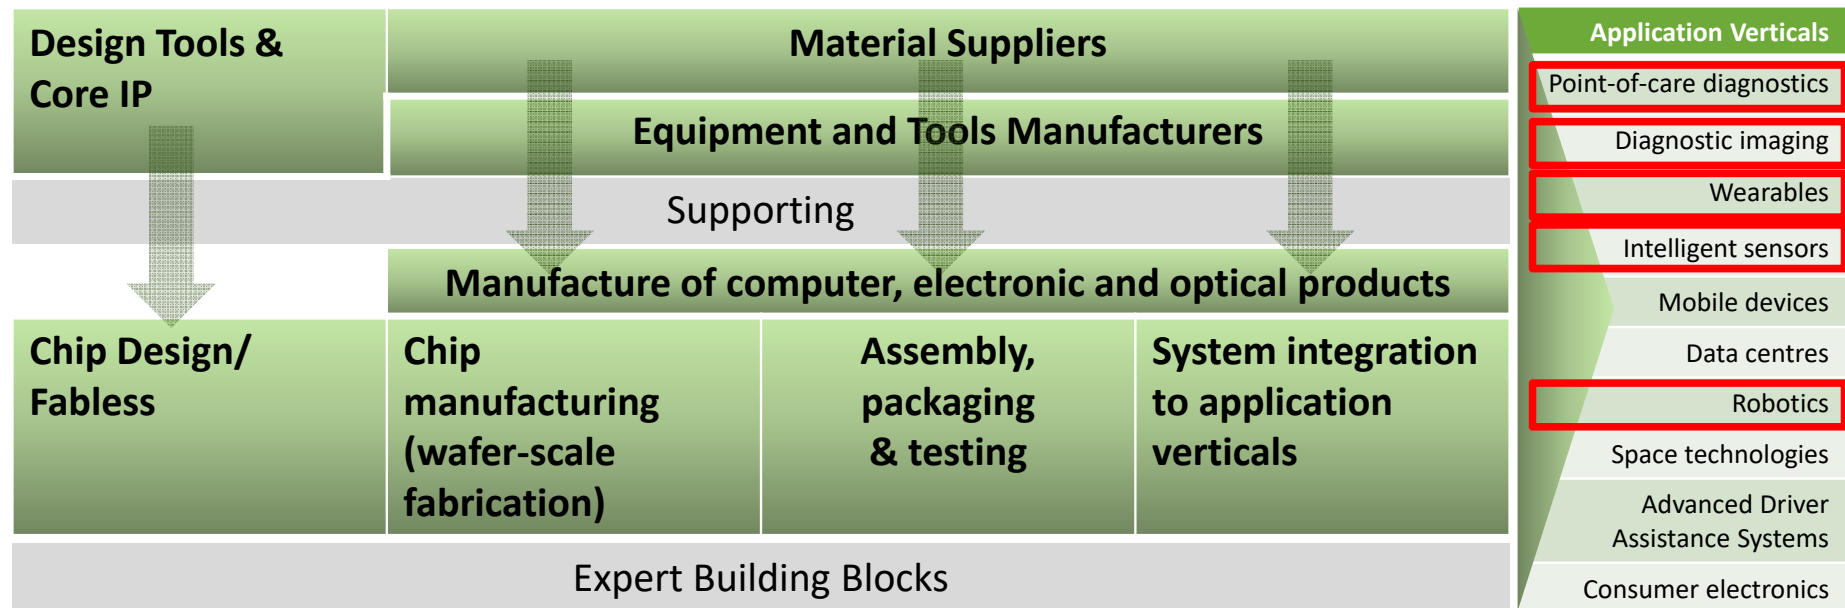 Design Tools &
Core IP
Material Suppliers
Equipment and Tools Manufacturers
Supporting
Manufacture of computer, electronic and optical products
Chip Design/
Fabless
Chip
manufacturing
(wafer-scale
fabrication)
Assembly,
packaging
& testing
System integration
to application
verticals
Expert Building Blocks
Application Verticals
Point-of-care diagnostics
Diagnostic imaging
Wearables
Intelligent sensors
Mobile devices
Data centres
Robotics
Space technologies
Advanced Driver
Assistance Systems
Consumer electronics